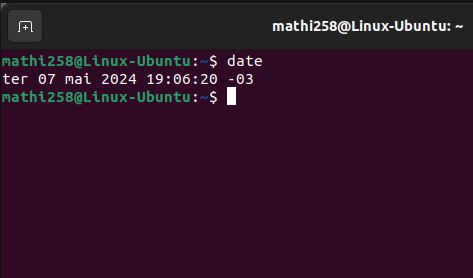 mathi258@Linux-Ubuntu: ~
mathi258@Linux-Ubuntu:~$ date
ter 07 mai 2024 19:06:20 -03
mathi258@Linux-Ubuntu:~$